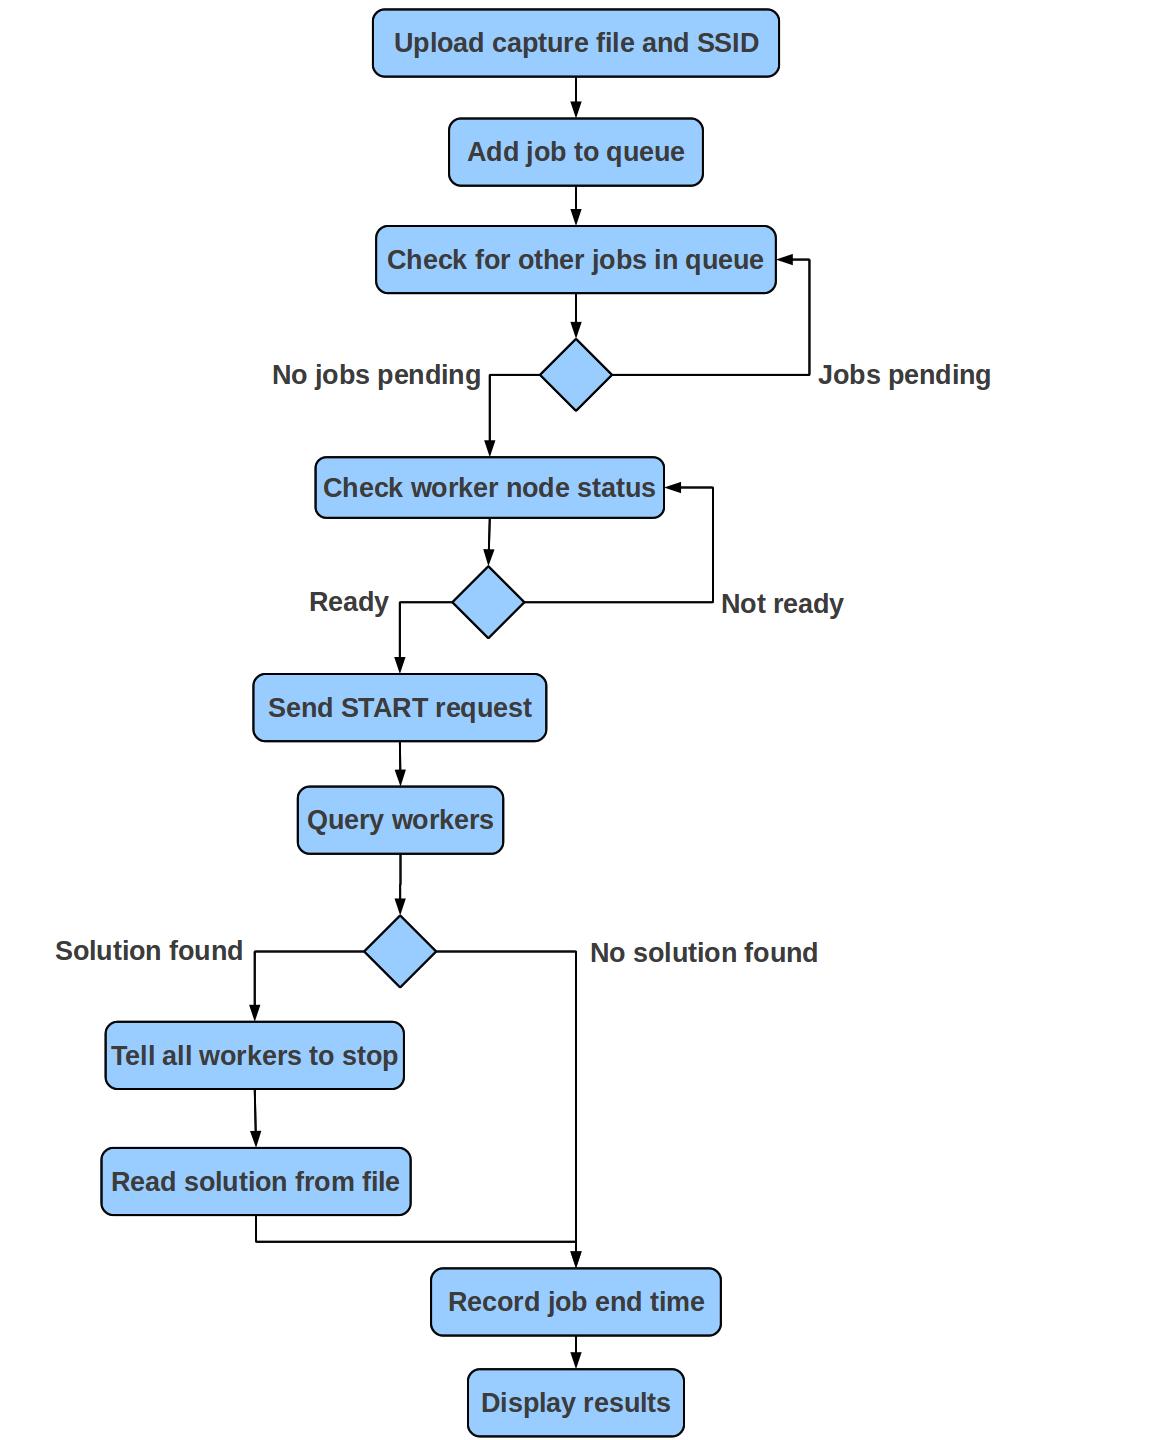 Upload capture file and SSID
Add job to queue
Check for other jobs in queue
No jobs pending
Jobs pending
Check worker node status
Ready
Not ready
Send START request
Query workers
Solution found
No solution found
Tell all workers to stop
Read solution from file
Record job end time
Display results